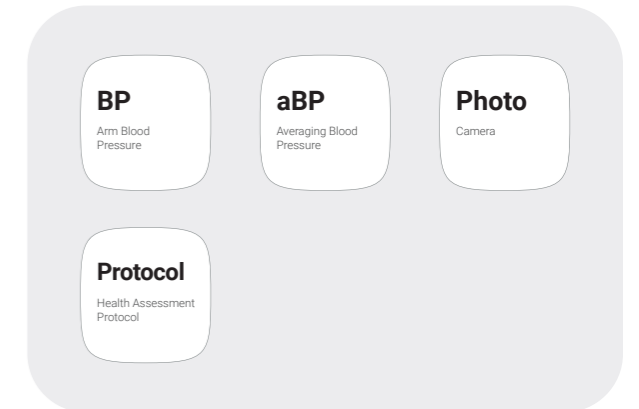 BP
Arm Blood
Pressure
aBP
Averaging Blood
Pressure
Photo
Camera
Protocol
Health Assessment
Protocol